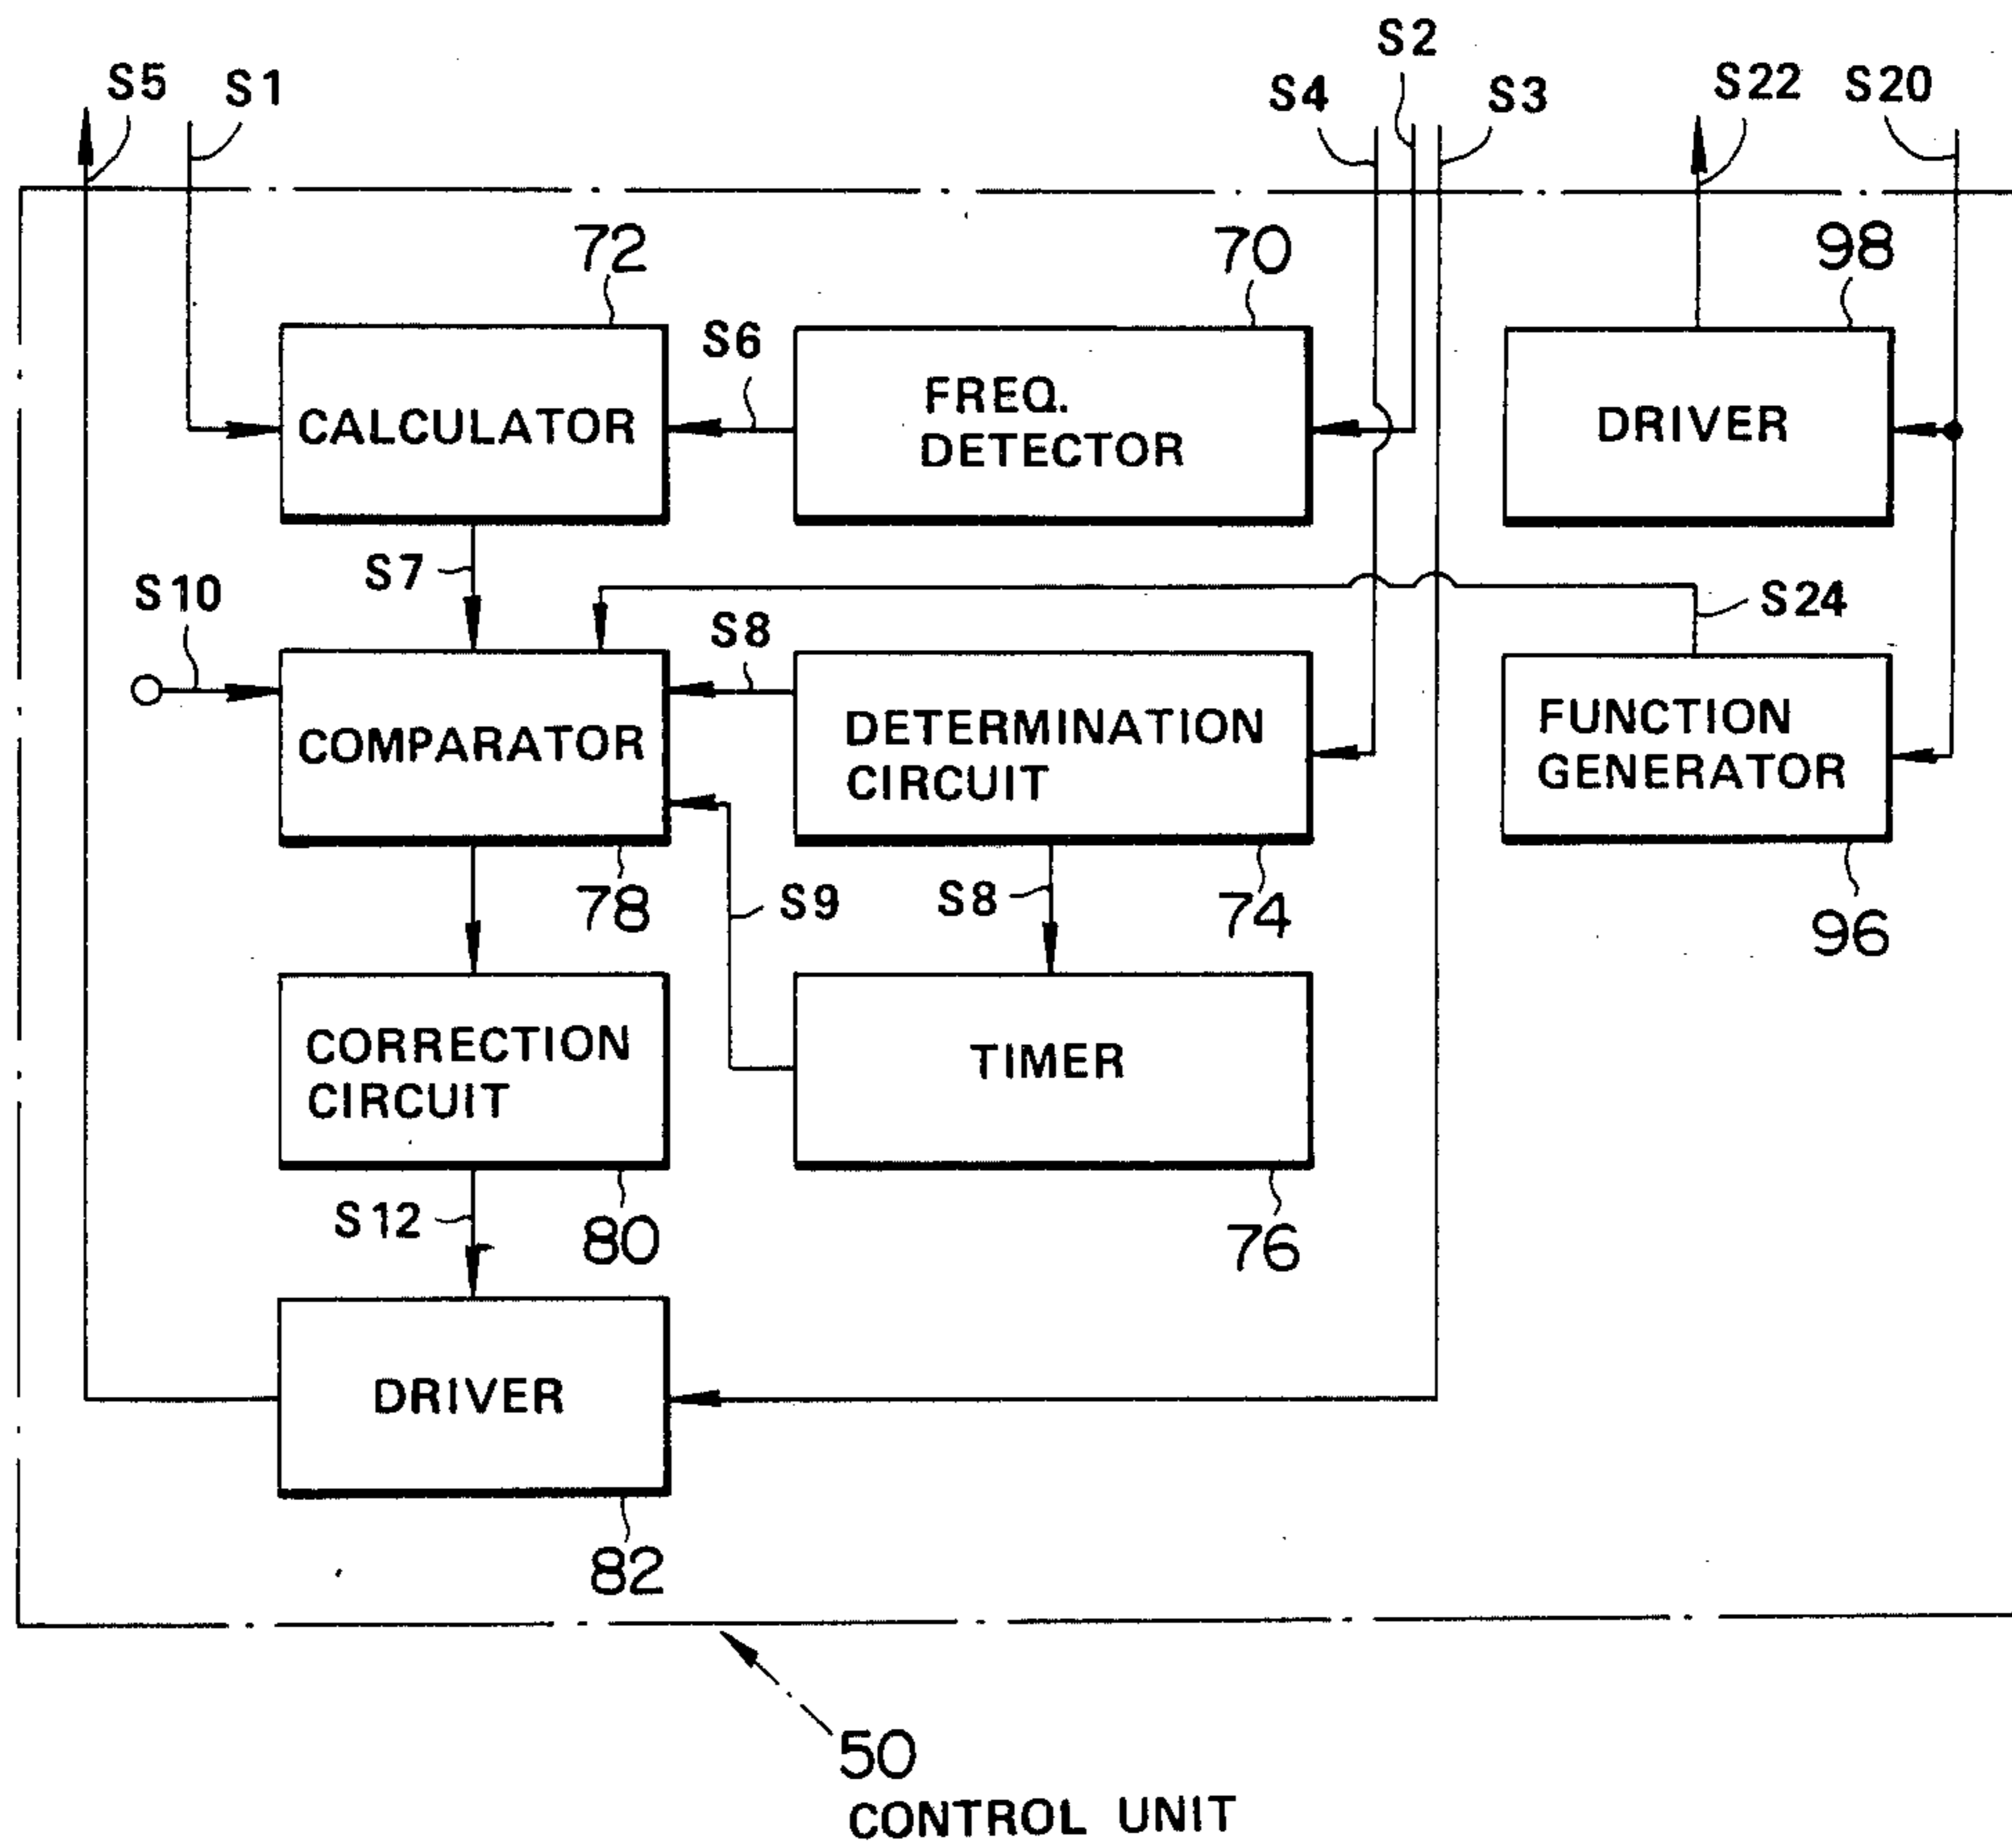 S2
S5
S1
S4
S3
S22
S20
72
70
98
S6
CALCULATOR
FREQ.
DETECTOR
DRIVER
S7
S10
S24
S8
COMPARATOR
DETERMINATION
CIRCUIT
FUNCTION
GENERATOR
78
S9
S8
74
96
CORRECTION
CIRCUIT
TIMER
S12
80
76
DRIVER
82
50
CONTROL UNIT